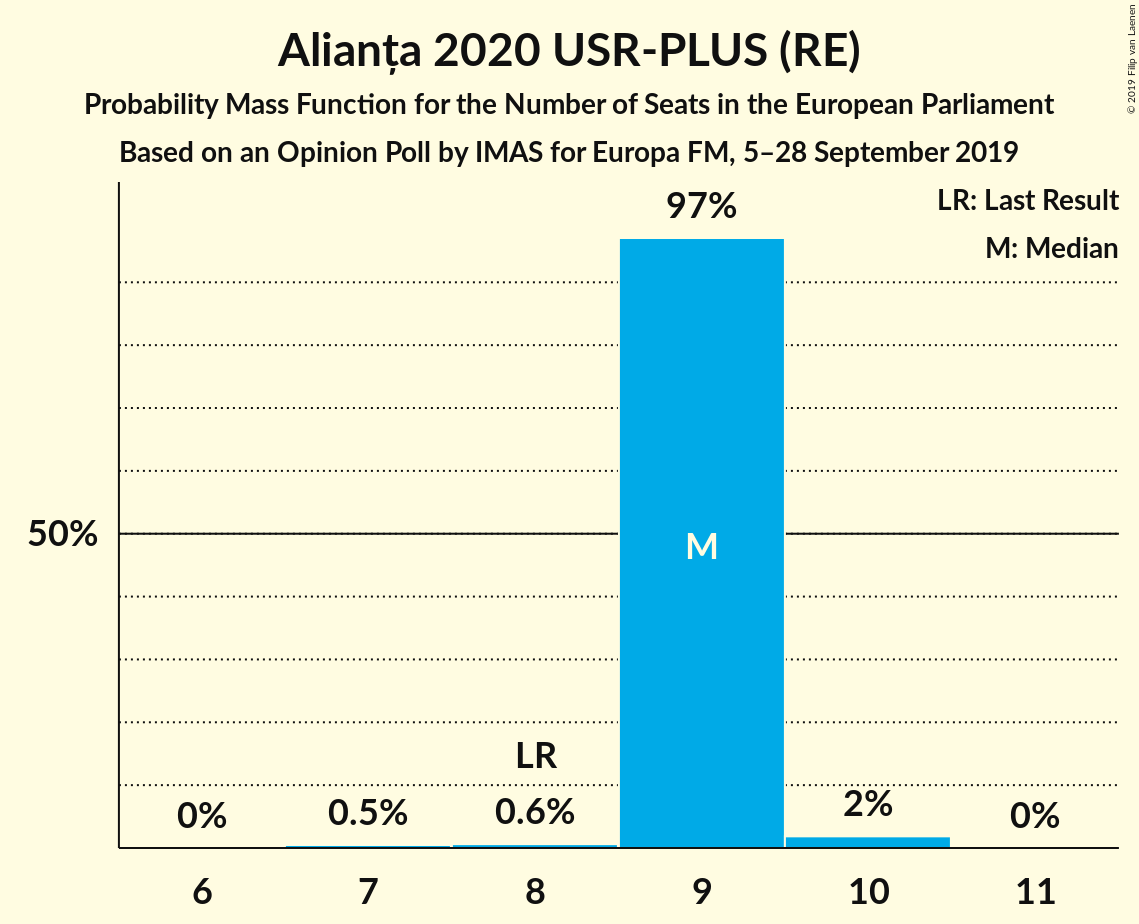 Alianța 2020 USR-PLUS (RE)
Probability Mass Function for the Number of Seats in the European Parliament
Based on an Opinion Poll by IMAS for Europa FM, 5–28 September 2019
© 2019 Filip van Laenen
LR: Last Result
M: Median
97%
50%
M
LR
0%
0.5%
0.6%
2%
0%
6
7
8
9
10
11